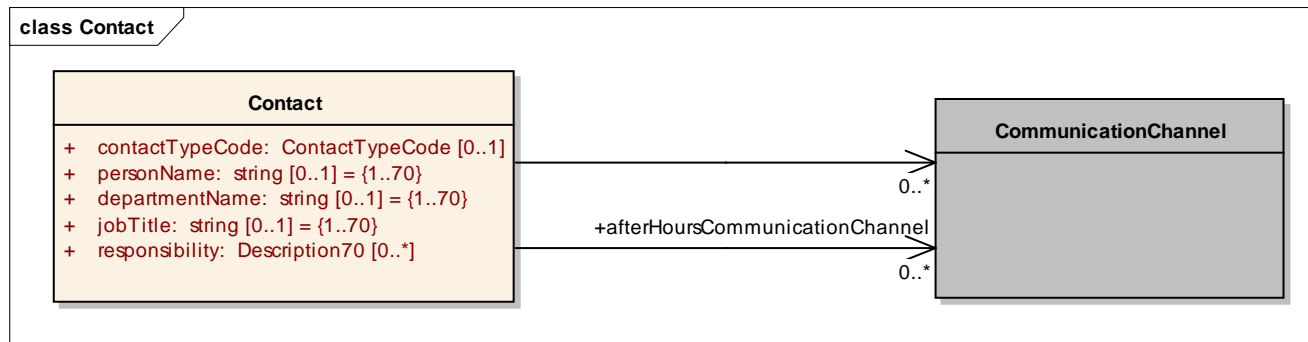 class Contact
Contact
+ contactTypeCode: ContactTypeCode [0..1]
+ personName: string [0..1] = {1..70}
+ departmentName: string [0..1] = {1..70}
+ jobTitle: string [0..1] = {1..70}
+ responsibility: Description70 [0..*]
CommunicationChannel
0..*
+afterHoursCommunicationChannel
0..*